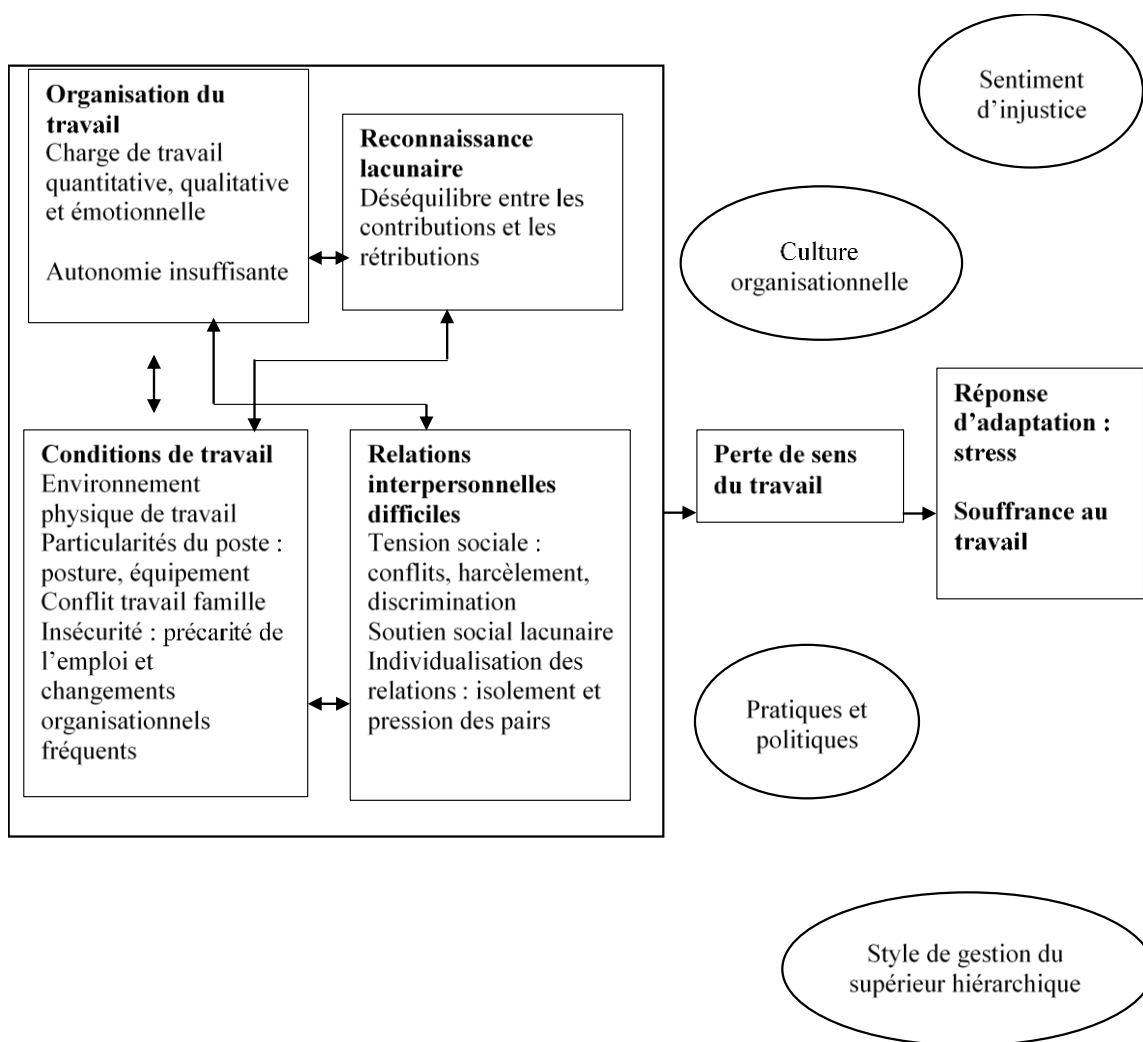 Organisation du
travail
Charge de travail
quantitative, qualitative
et émotionnelle
Autonomie insuffisante
Reconnaissance
lacunaire
Déséquilibre entre les
contributions et les
rétributions
Sentiment
d’injustice
Culture
organisationnelle
Conditions de travail
Environnement
physique de travail
Particularités du poste :
posture, équipement
Conflit travail famille
Insécurité : précarité de
l’emploi et
changements
organisationnels
fréquents
Relations
interpersonnelles
difficiles
Tension sociale :
conflits, harcèlement,
discrimination
Soutien social lacunaire
Individualisation des
relations : isolement et
pression des pairs
Perte de sens
du travail
Réponse
d’adaptation :
stress
Souffrance au
travail
Pratiques et
politiques
Style de gestion du
supérieur hiérarchique